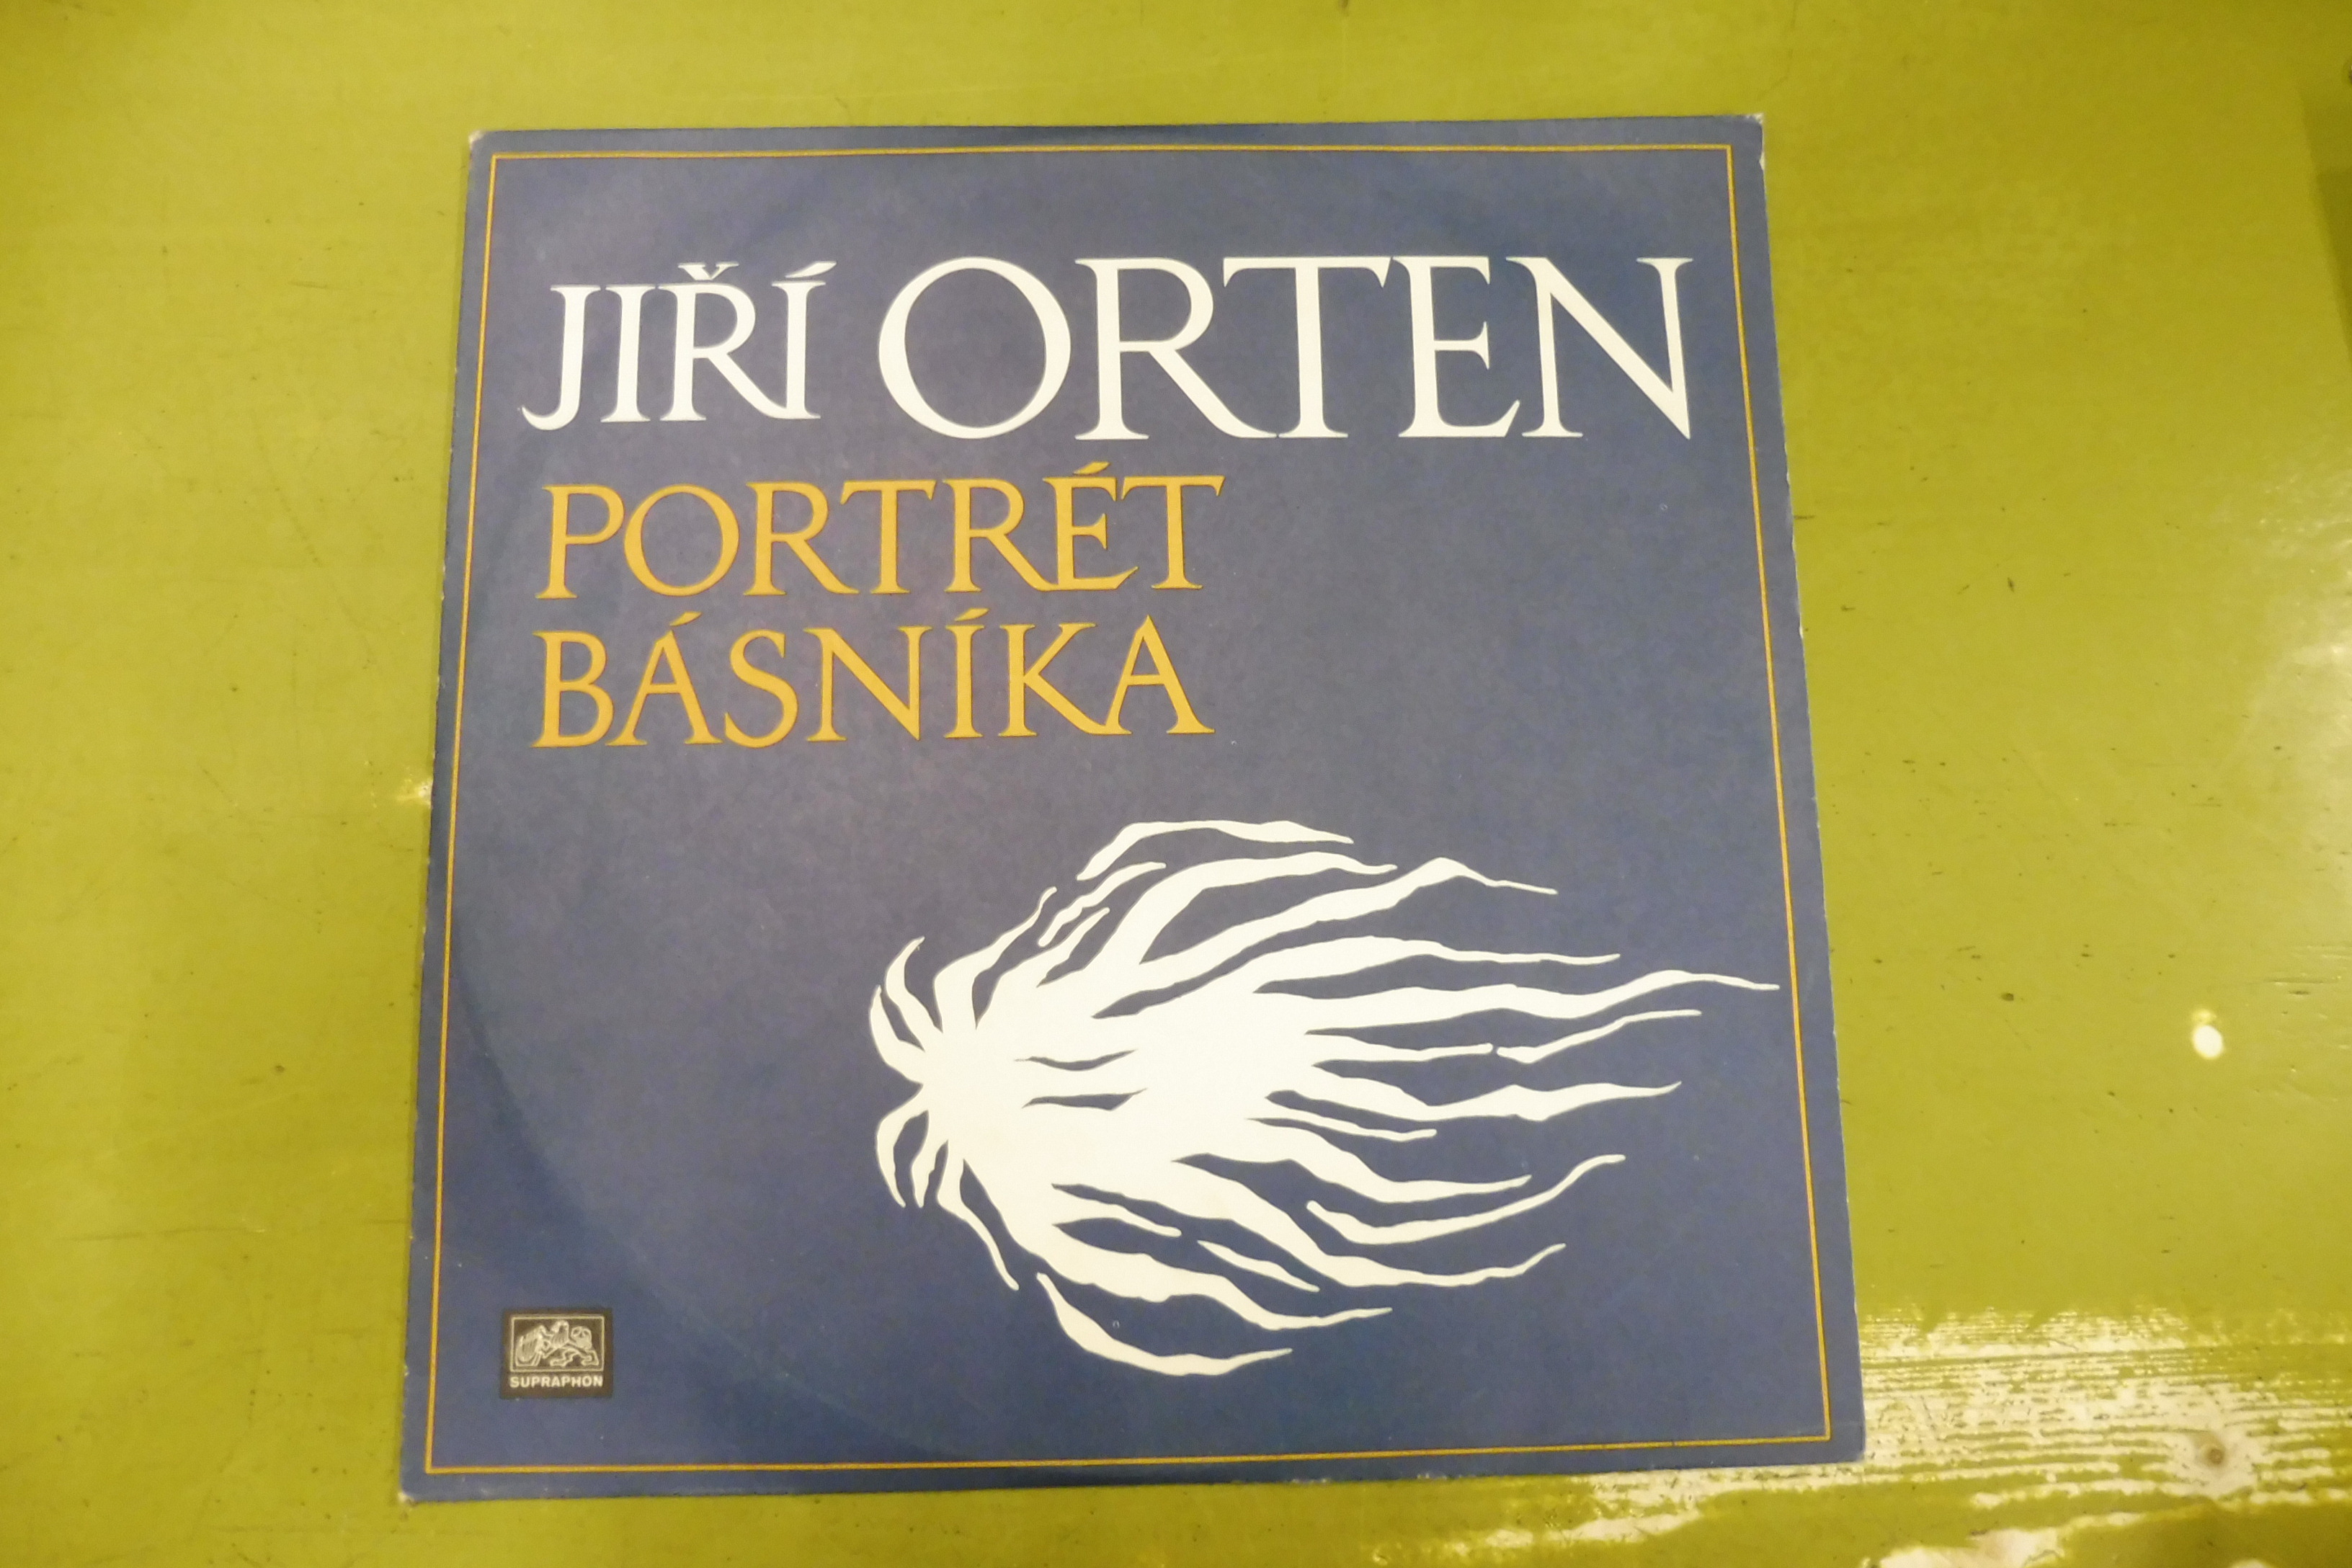 JIŘÍ ORTEN
PORTRÉT
BÁSNÍKA
SUPRAPHON